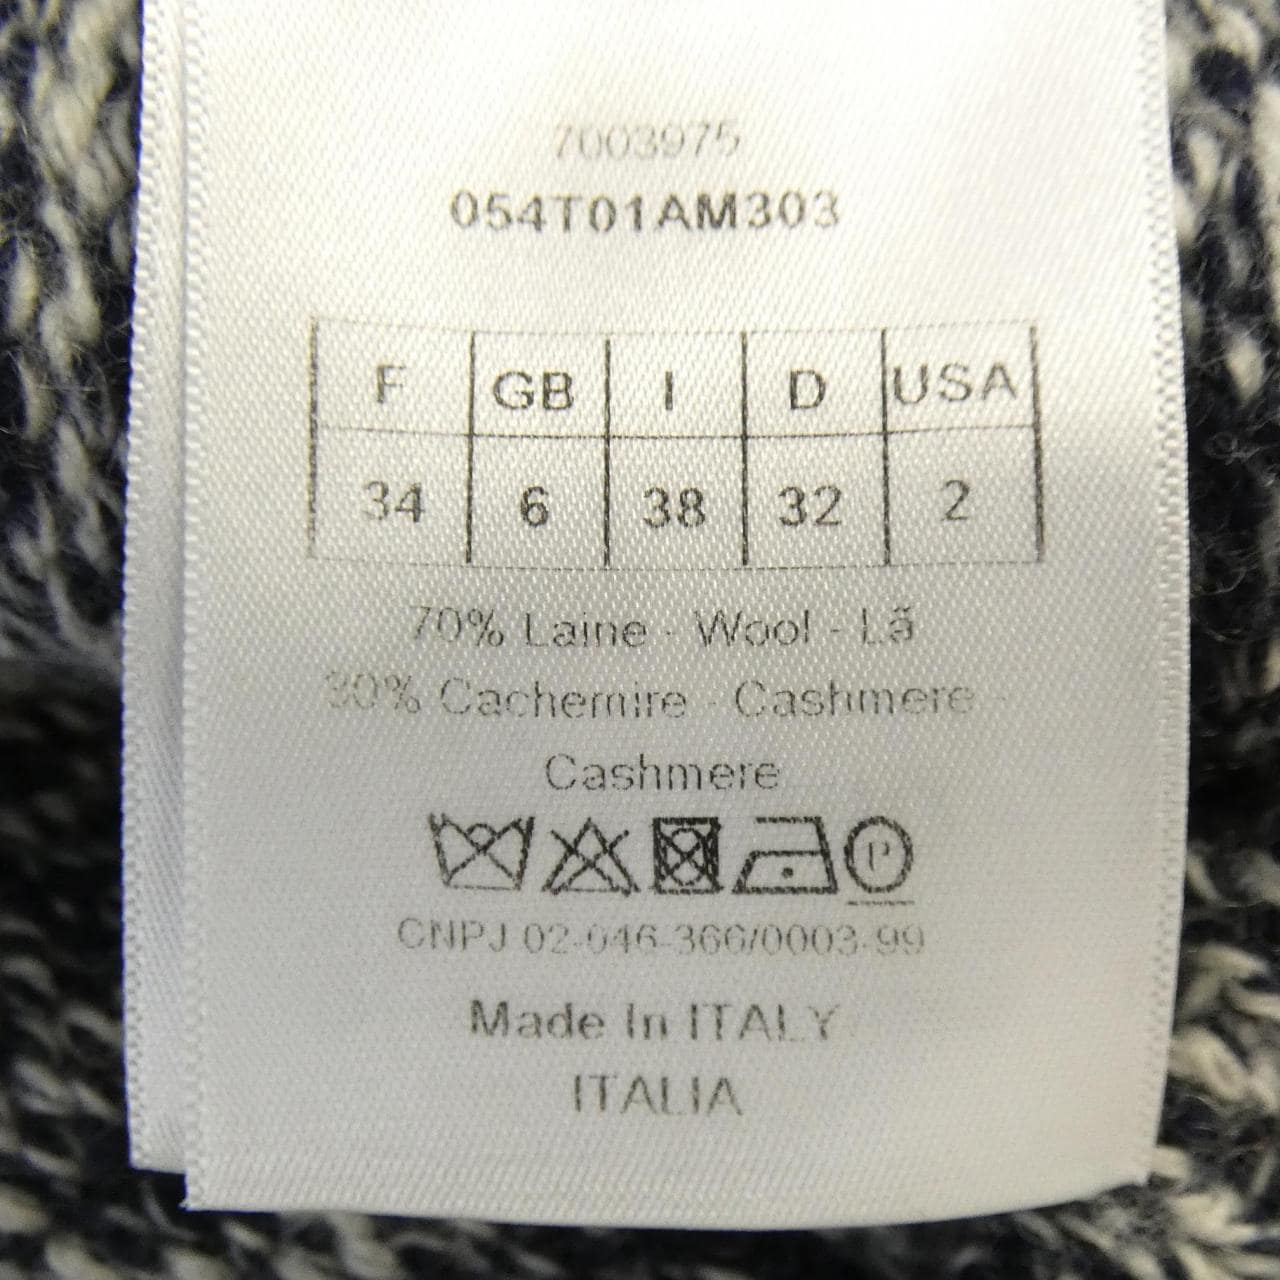 7003975
054T01AM303
F GB I D USA
34 6 38 32 2
70% Laine - Wool - Lã
30% Cachemire - Cashmere
Cashmere
P
CNPJ 02-046-366/0003-99
Made In ITALY
ITALIA